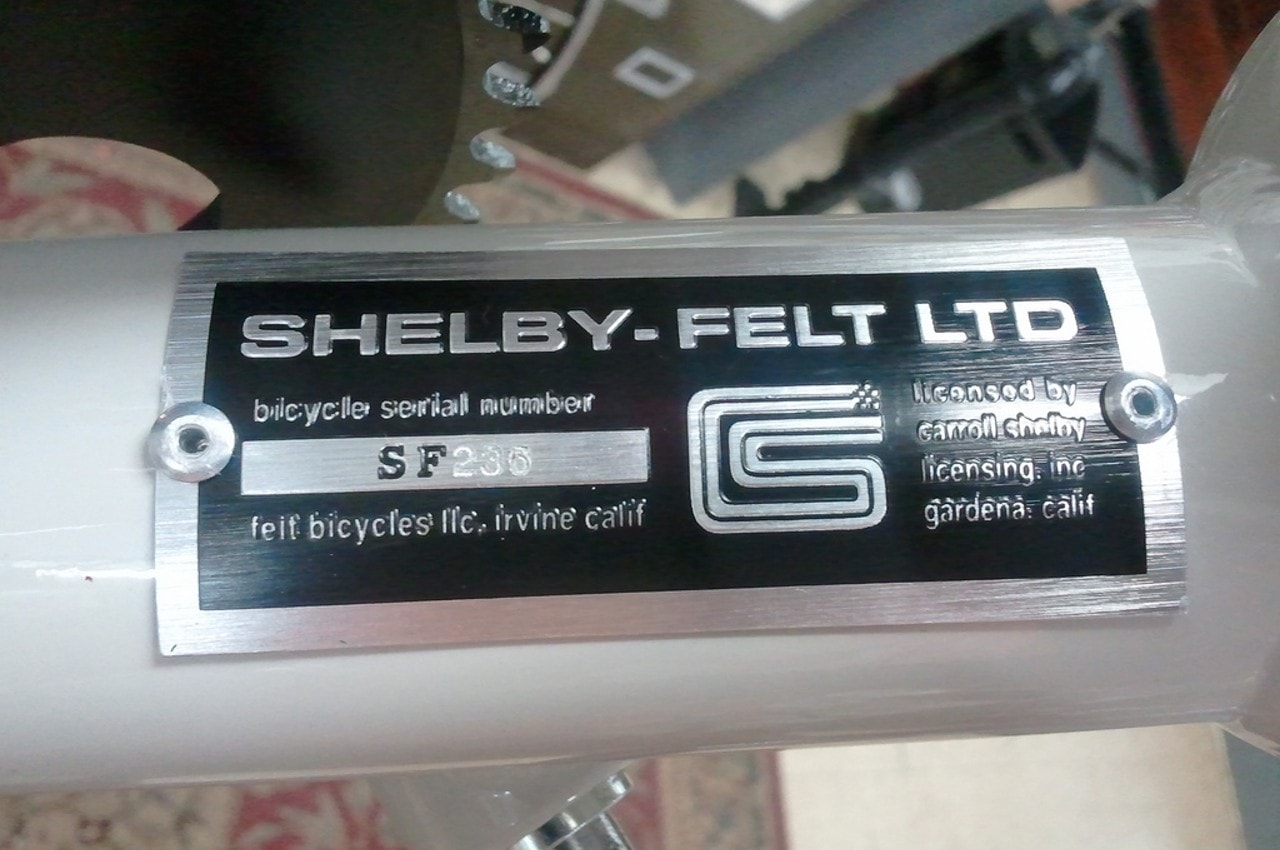 SHELBY-FELT LTD
bicycle serial number
SF236
felt bicycles llc. irvine calif
licensed by
carroll shelby
licensing. inc
gardena. calif